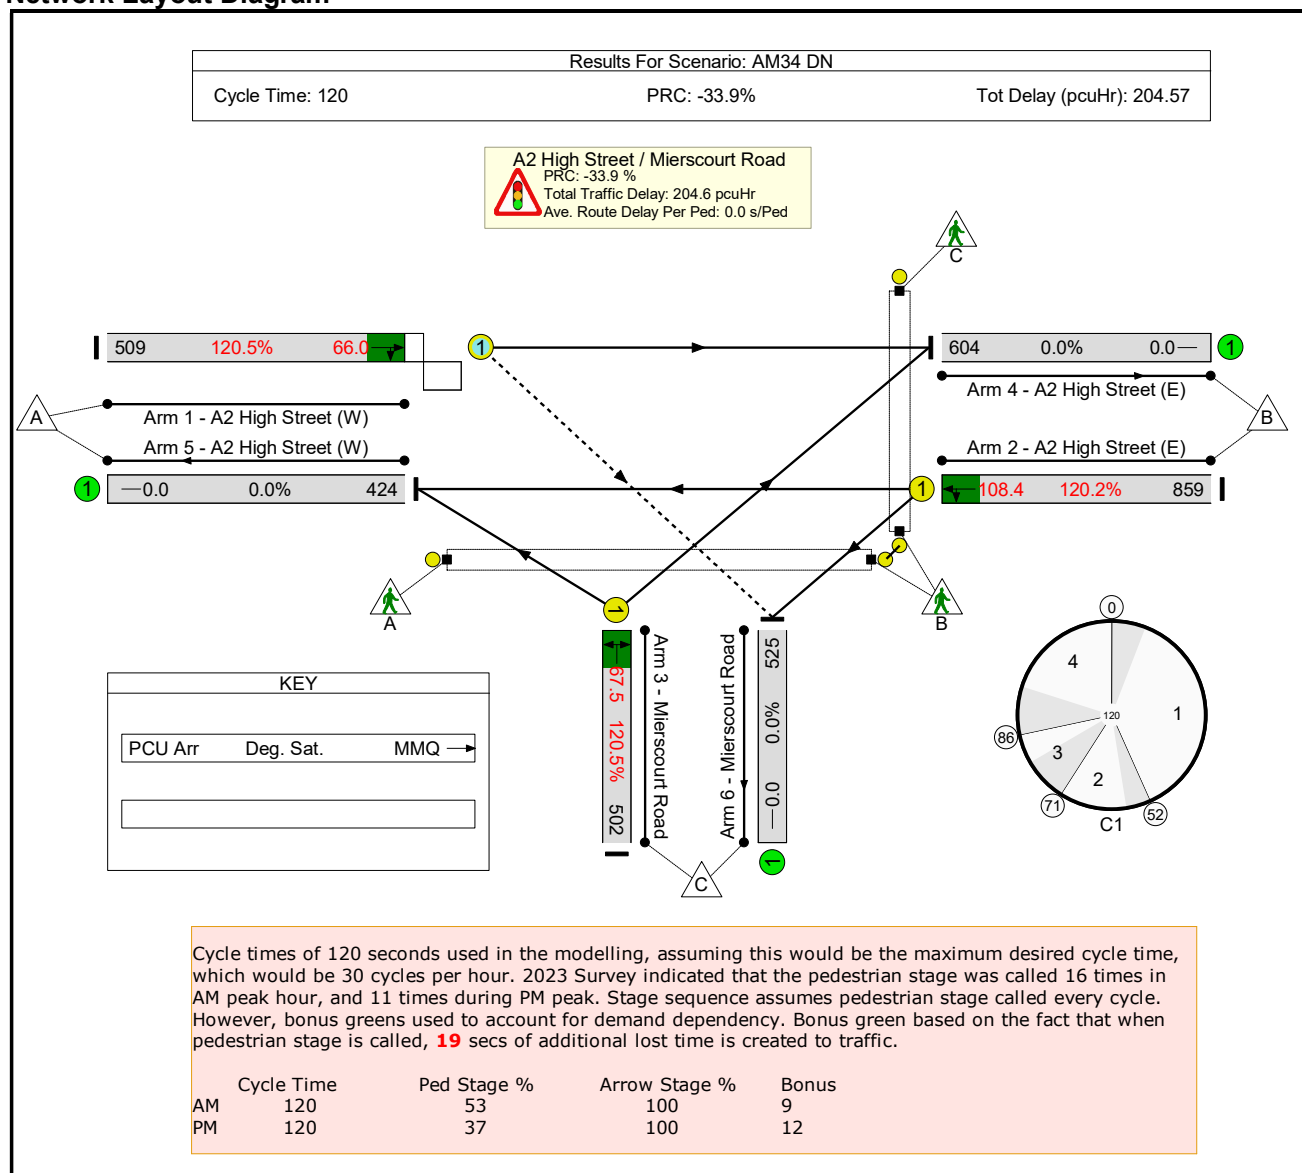 Network Layout Diagram
Results For Scenario: AM34 DN
Cycle Time: 120 PRC: -33.9% Tot Delay (pcuHr): 204.57
A2 High Street / Mierscourt Road
PRC: -33.9 %
Total Traffic Delay: 204.6 pcuHr
Ave. Route Delay Per Ped: 0.0 s/Ped
C
509 120.5% 66.0
1
604 0.0% 0.0
1
Arm 4 - A2 High Street (E)
A
Arm 1 - A2 High Street (W)
B
Arm 5 - A2 High Street (W)
Arm 2 - A2 High Street (E)
1
0.0 0.0% 424
1
108.4 120.2% 859
A
B
1
67.5 120.5% 502
Arm 3 - Mierscourt Road
Arm 6 - Mierscourt Road
0.0 0.0% 525
1
C
0
4
1
120
86
3
2
71
52
C1
KEY
PCU Arr Deg. Sat. MMQ
Cycle times of 120 seconds used in the modelling, assuming this would be the maximum desired cycle time,
which would be 30 cycles per hour. 2023 Survey indicated that the pedestrian stage was called 16 times in
AM peak hour, and 11 times during PM peak. Stage sequence assumes pedestrian stage called every cycle.
However, bonus greens used to account for demand dependency. Bonus green based on the fact that when
pedestrian stage is called, 19 secs of additional lost time is created to traffic.
Cycle Time Ped Stage % Arrow Stage % Bonus
AM 120 53 100 9
PM 120 37 100 12